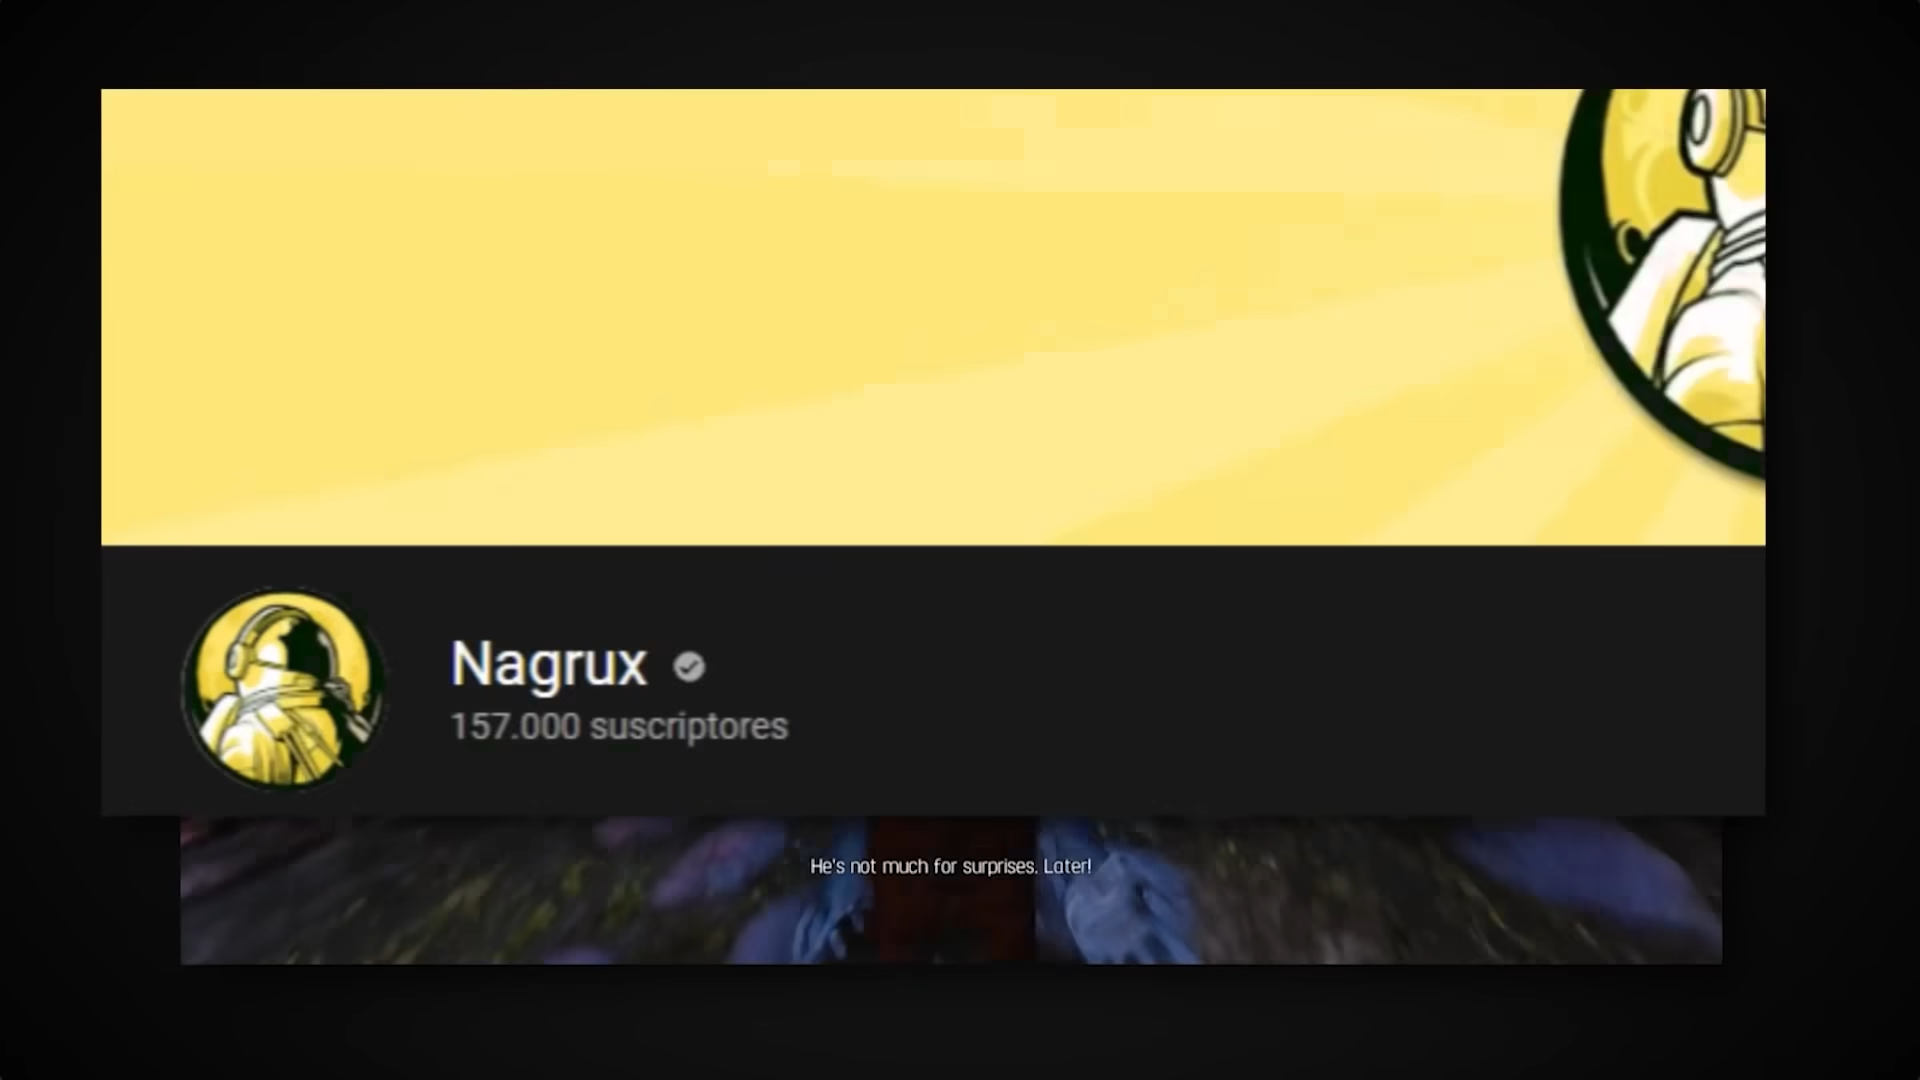 Nagrux
157.000 suscriptores
He's not much for surprises. Later!